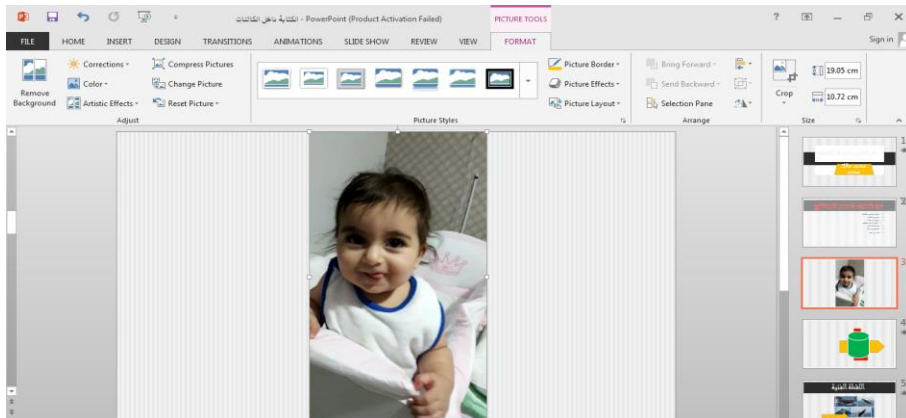 الكتابة داخل الكائنات - PowerPoint (Product Activation Failed)
PICTURE TOOLS
?
FILE HOME INSERT DESIGN TRANSITIONS ANIMATIONS SLIDE SHOW REVIEW VIEW FORMAT
Sign in
Remove Background
Corrections
Color
Artistic Effects
Compress Pictures
Change Picture
Reset Picture
Adjust
Picture Styles
Picture Border
Picture Effects
Picture Layout
Bring Forward
Send Backward
Selection Pane
Arrange
Crop
19.05 cm
10.72 cm
Size
1
2
3
4
5
اللقطة الفنية